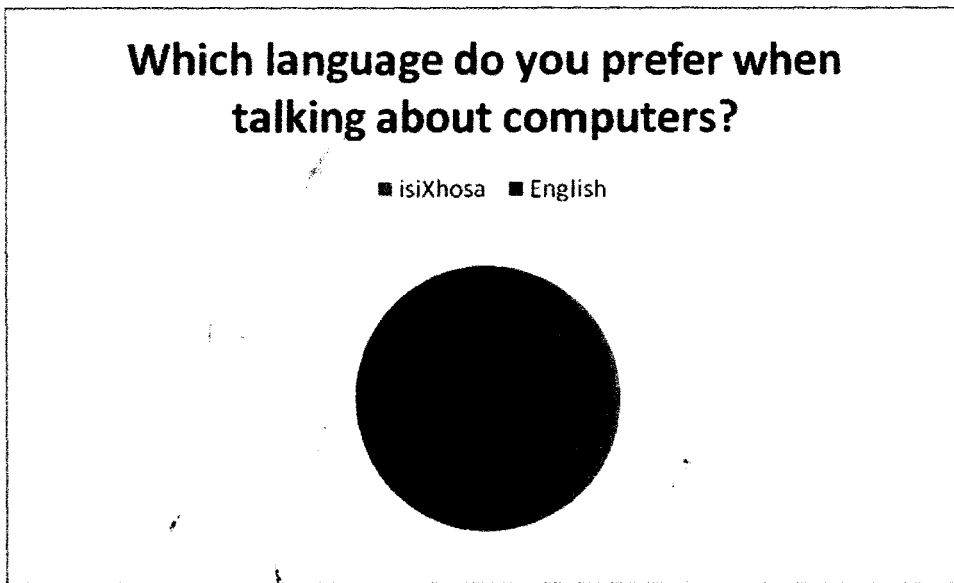 Which language do you prefer when
talking about computers?
isiXhosa English